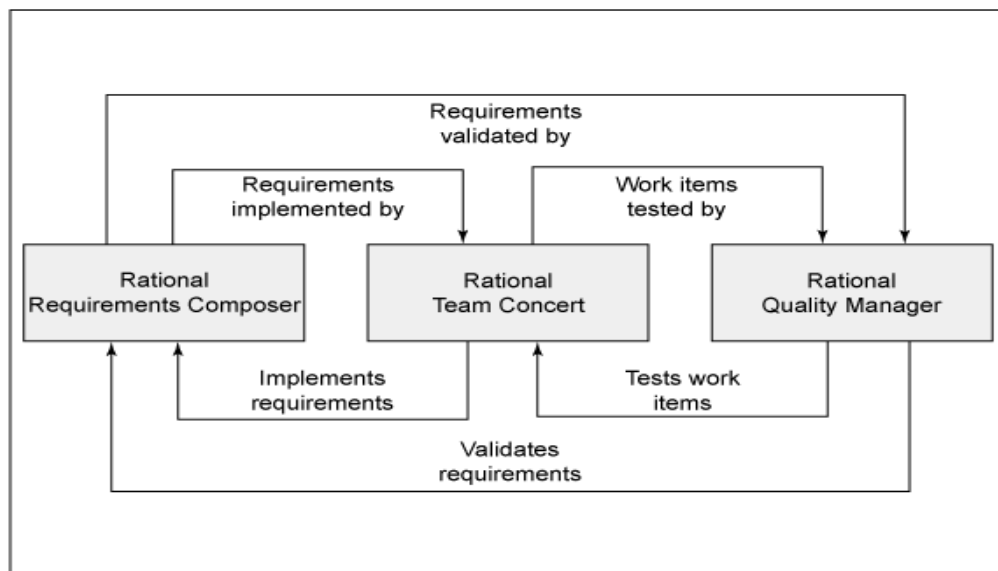 Requirements
validated by
Requirements
implemented by
Work items
tested by
Rational
Requirements Composer
Rational
Team Concert
Rational
Quality Manager
Implements
requirements
Tests work
items
Validates
requirements